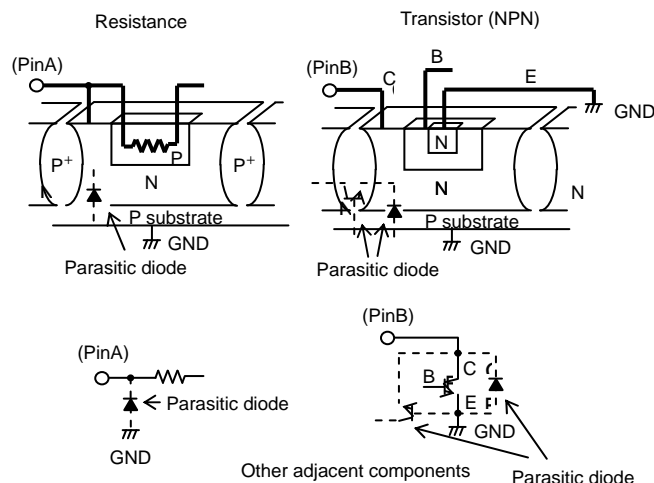 Resistance
Transistor (NPN)
(PinA)
P+
P
P+
N
P substrate
GND
Parasitic diode
(PinB)
C
B
E
GND
N
N
N
P substrate
GND
Parasitic diode
(PinA)
Parasitic diode
GND
(PinB)
B
C
E
GND
Other adjacent components
Parasitic diode